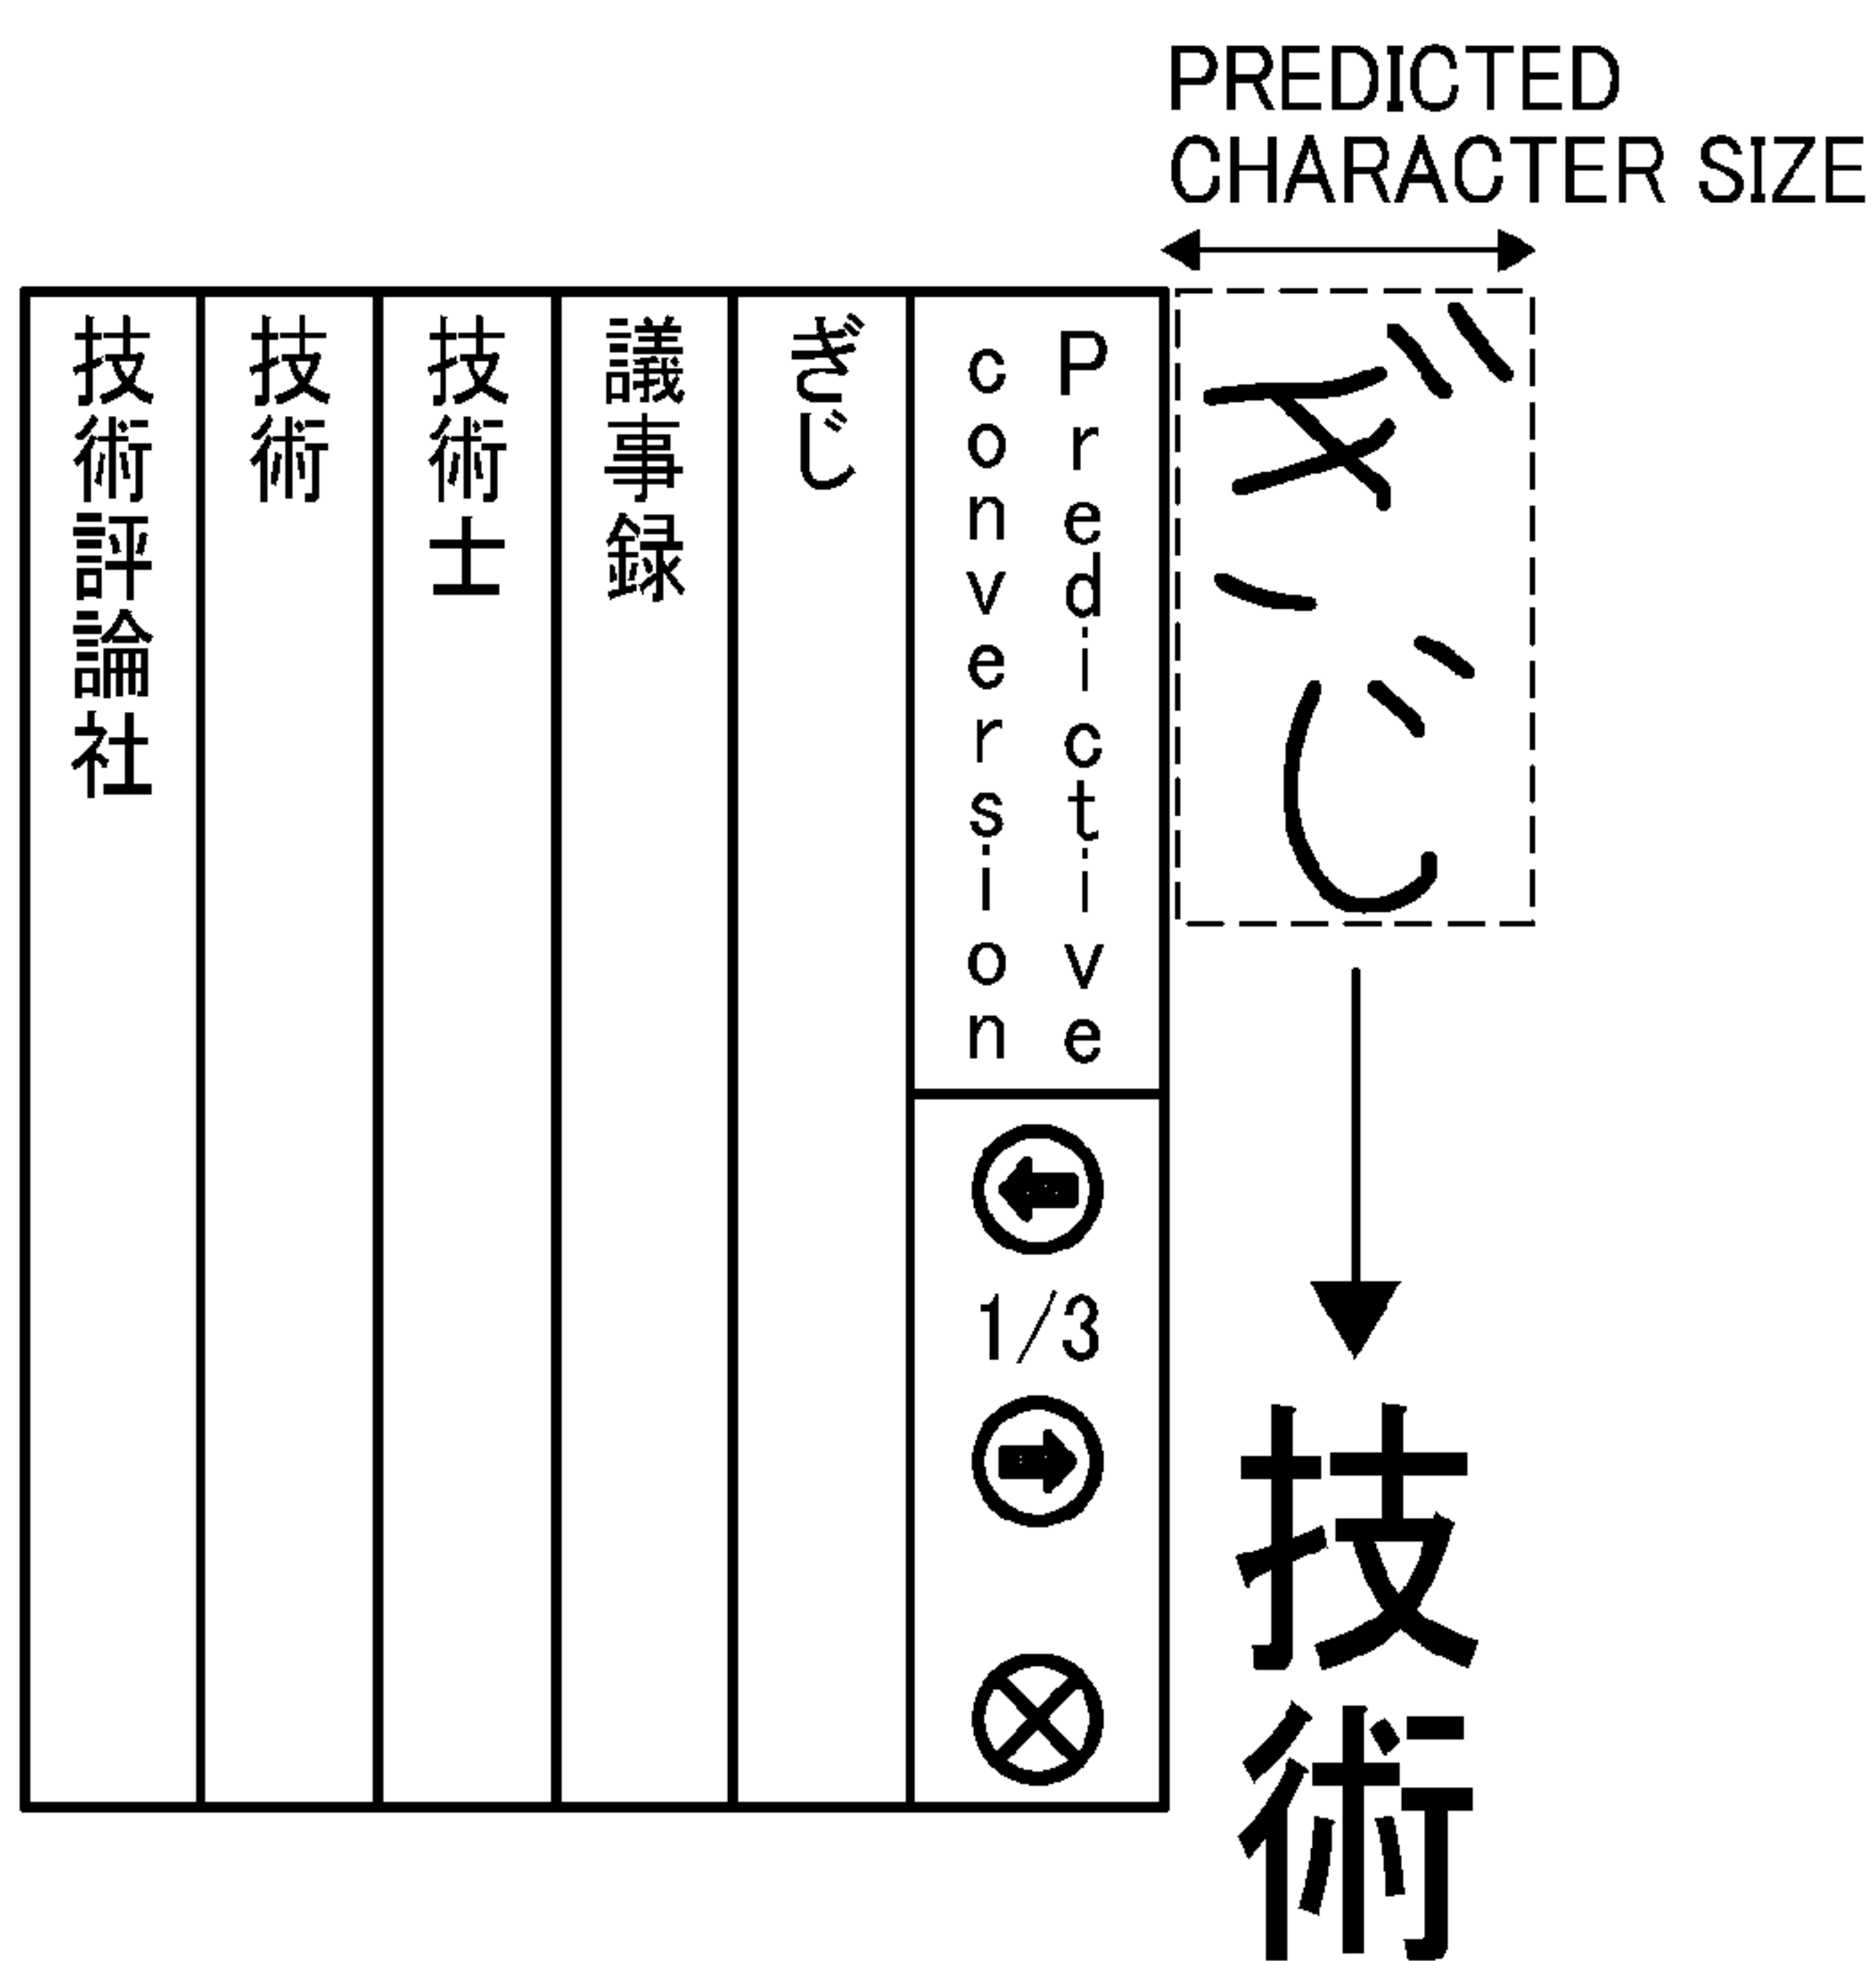 PREDICTED
CHARACTER SIZE
ぎじ
Predictive
conversion
1/3
ぎじ
議事録
技術士
技術
技術評論社
技術